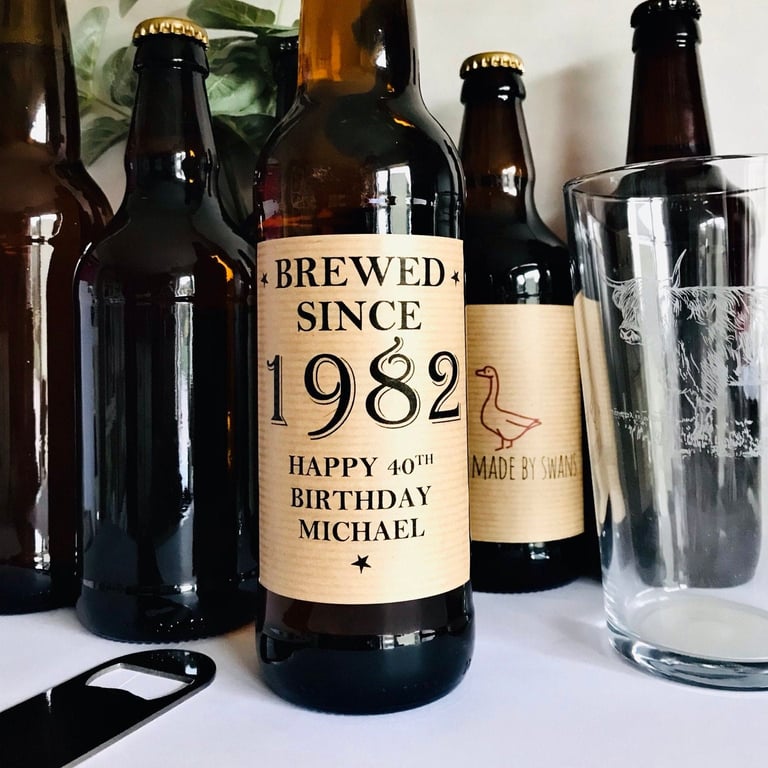 BREWED
SINCE
1982
HAPPY 40TH
BIRTHDAY
MICHAEL
MADE BY SWANS